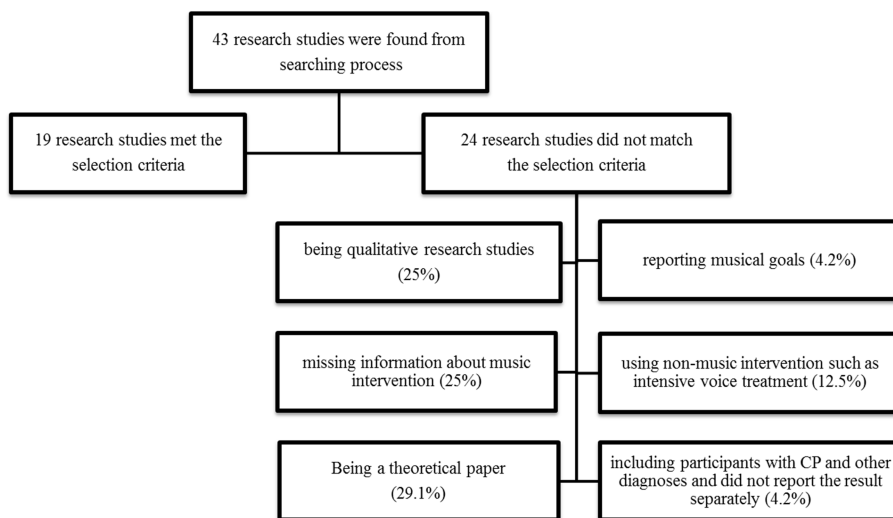 43 research studies were found from
searching process
19 research studies met the
selection criteria
24 research studies did not match
the selection criteria
being qualitative research studies
(25%)
reporting musical goals (4.2%)
missing information about music
intervention (25%)
using non-music intervention such as
intensive voice treatment (12.5%)
Being a theoretical paper
(29.1%)
including participants with CP and other
diagnoses and did not report the result
separately (4.2%)